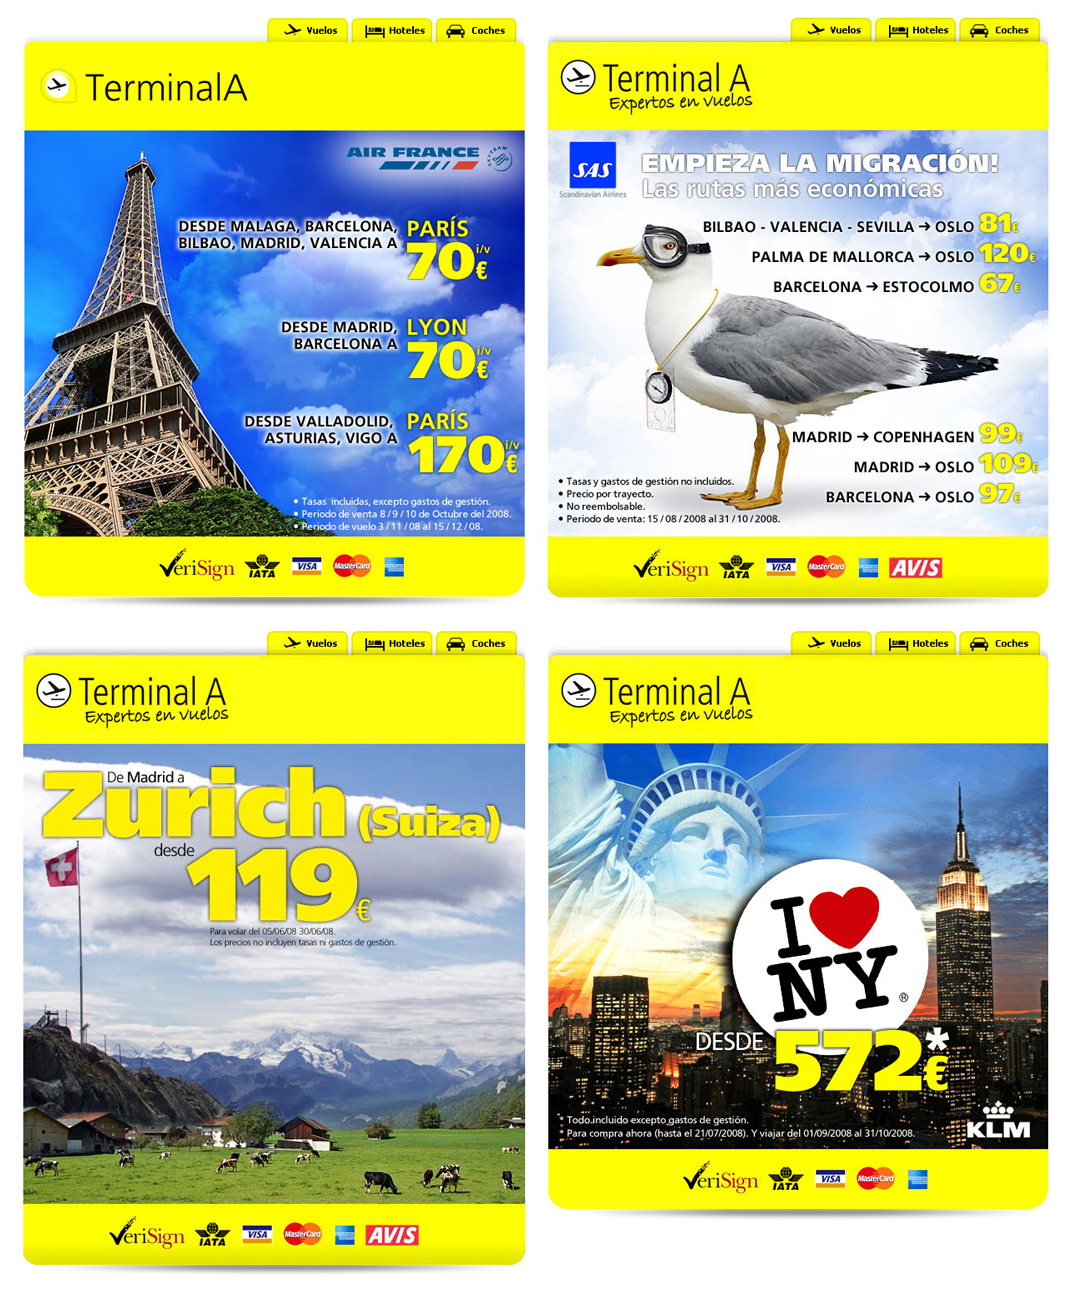 Vuelos
Hoteles
Coches
TerminalA
AIR FRANCE
SKYTEAM
DESDE MALAGA, BARCELONA,
BILBAO, MADRID, VALENCIA A
PARÍS
70 i/v €
DESDE MADRID,
BARCELONA A
LYON
70 i/v €
DESDE VALLADOLID,
ASTURIAS, VIGO A
PARÍS
170 i/v €
• Tasas incluidas, excepto gastos de gestión.
• Periodo de venta 8 / 9 / 10 de Octubre del 2008.
• Periodo de vuelo 3 / 11 / 08 al 15 / 12 / 08.
VeriSign
IATA
VISA
MasterCard
Vuelos
Hoteles
Coches
Terminal A
Expertos en vuelos
SAS
Scandinavian Airlines
EMPIEZA LA MIGRACIÓN!
Las rutas más económicas
BILBAO - VALENCIA - SEVILLA ➔ OSLO 81€
PALMA DE MALLORCA ➔ OSLO 120€
BARCELONA ➔ ESTOCOLMO 67€
MADRID ➔ COPENHAGEN 99€
MADRID ➔ OSLO 109€
BARCELONA ➔ OSLO 97€
• Tasas y gastos de gestión no incluidos.
• Precio por trayecto.
• No reembolsable.
• Periodo de venta: 15 / 08 / 2008 al 31 / 10 / 2008.
VeriSign
IATA
VISA
MasterCard
AVIS
Vuelos
Hoteles
Coches
Terminal A
Expertos en vuelos
De Madrid a
Zurich (Suiza)
desde
119€
Para volar del 05/06/08 30/06/08.
Los precios no incluyen tasas ni gastos de gestión.
VeriSign
IATA
VISA
MasterCard
AVIS
Vuelos
Hoteles
Coches
Terminal A
Expertos en vuelos
I
NY ®
DESDE 572*€
* Todo incluido excepto gastos de gestión.
* Para compra ahora (hasta el 21/07/2008). Y viajar del 01/09/2008 al 31/10/2008.
KLM
VeriSign
IATA
VISA
MasterCard